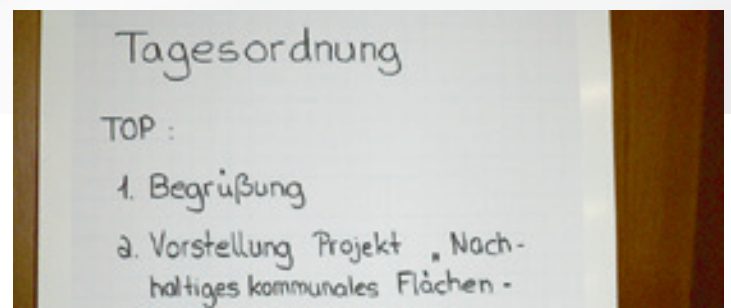 Tagesordnung
TOP :
1. Begrüßung
2. Vorstellung Projekt „Nach-
haltiges kommunales Flächen-